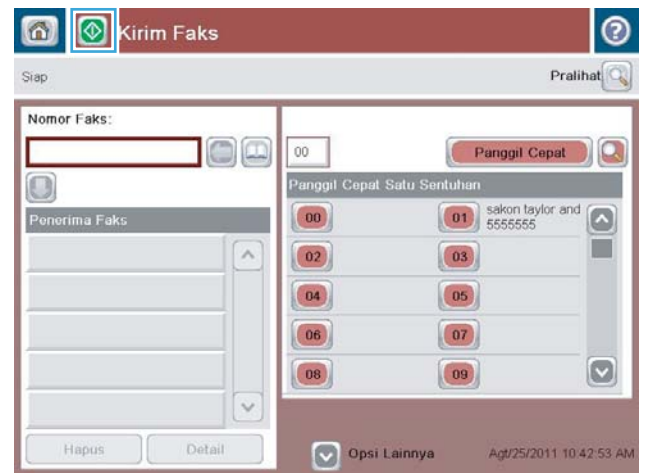 Kirim Faks
Siap
Pralihat
Nomor Faks:
00
Panggil Cepat
Panggil Cepat Satu Sentuhan
Penerima Faks
00
01
sakon taylor and
5555555
02
03
04
05
06
07
08
09
Hapus
Detail
Opsi Lainnya
Agt/25/2011 10:42:53 AM